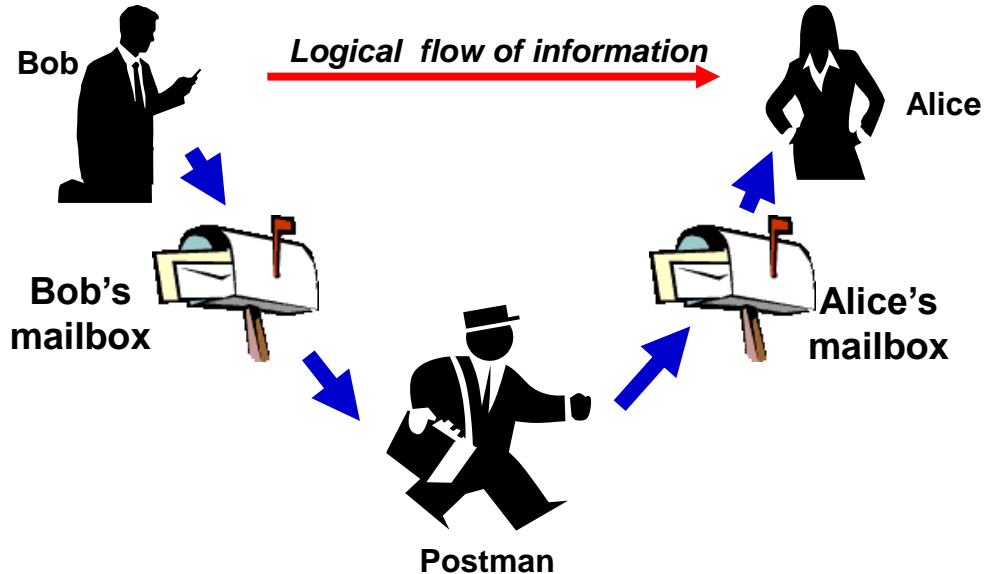 Logical flow of information
Bob
Alice
Bob’s
mailbox
Alice’s
mailbox
Postman